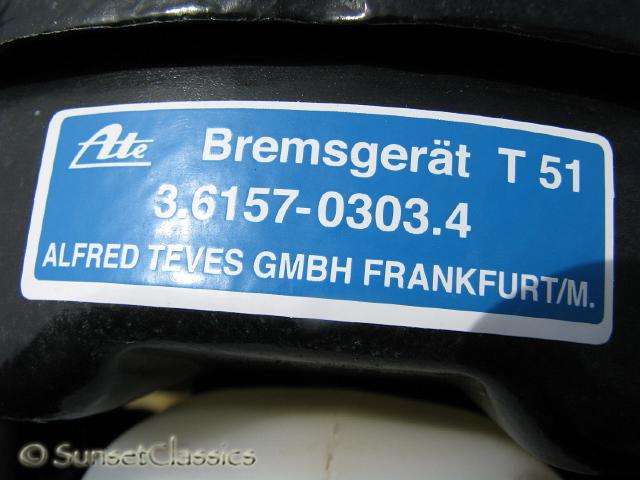 Ate Bremsgerät T 51
3.6157-0303.4
ALFRED TEVES GMBH FRANKFURT/M.
© SunsetClassics